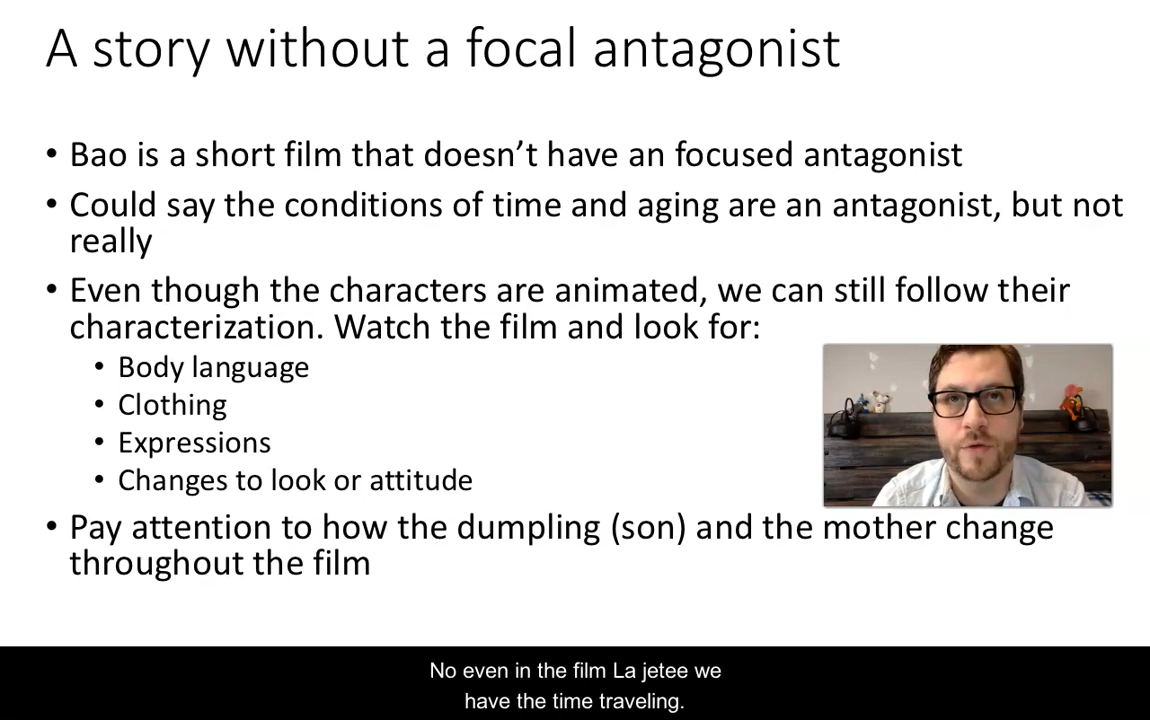 A story without a focal antagonist
• Bao is a short film that doesn't have an focused antagonist
• Could say the conditions of time and aging are an antagonist, but not
really
• Even though the characters are animated, we can still follow their
characterization. Watch the film and look for:
• Body language
• Clothing
• Expressions
• Changes to look or attitude
• Pay attention to how the dumpling (son) and the mother change
throughout the film
No even in the film La jetee we
have the time traveling.